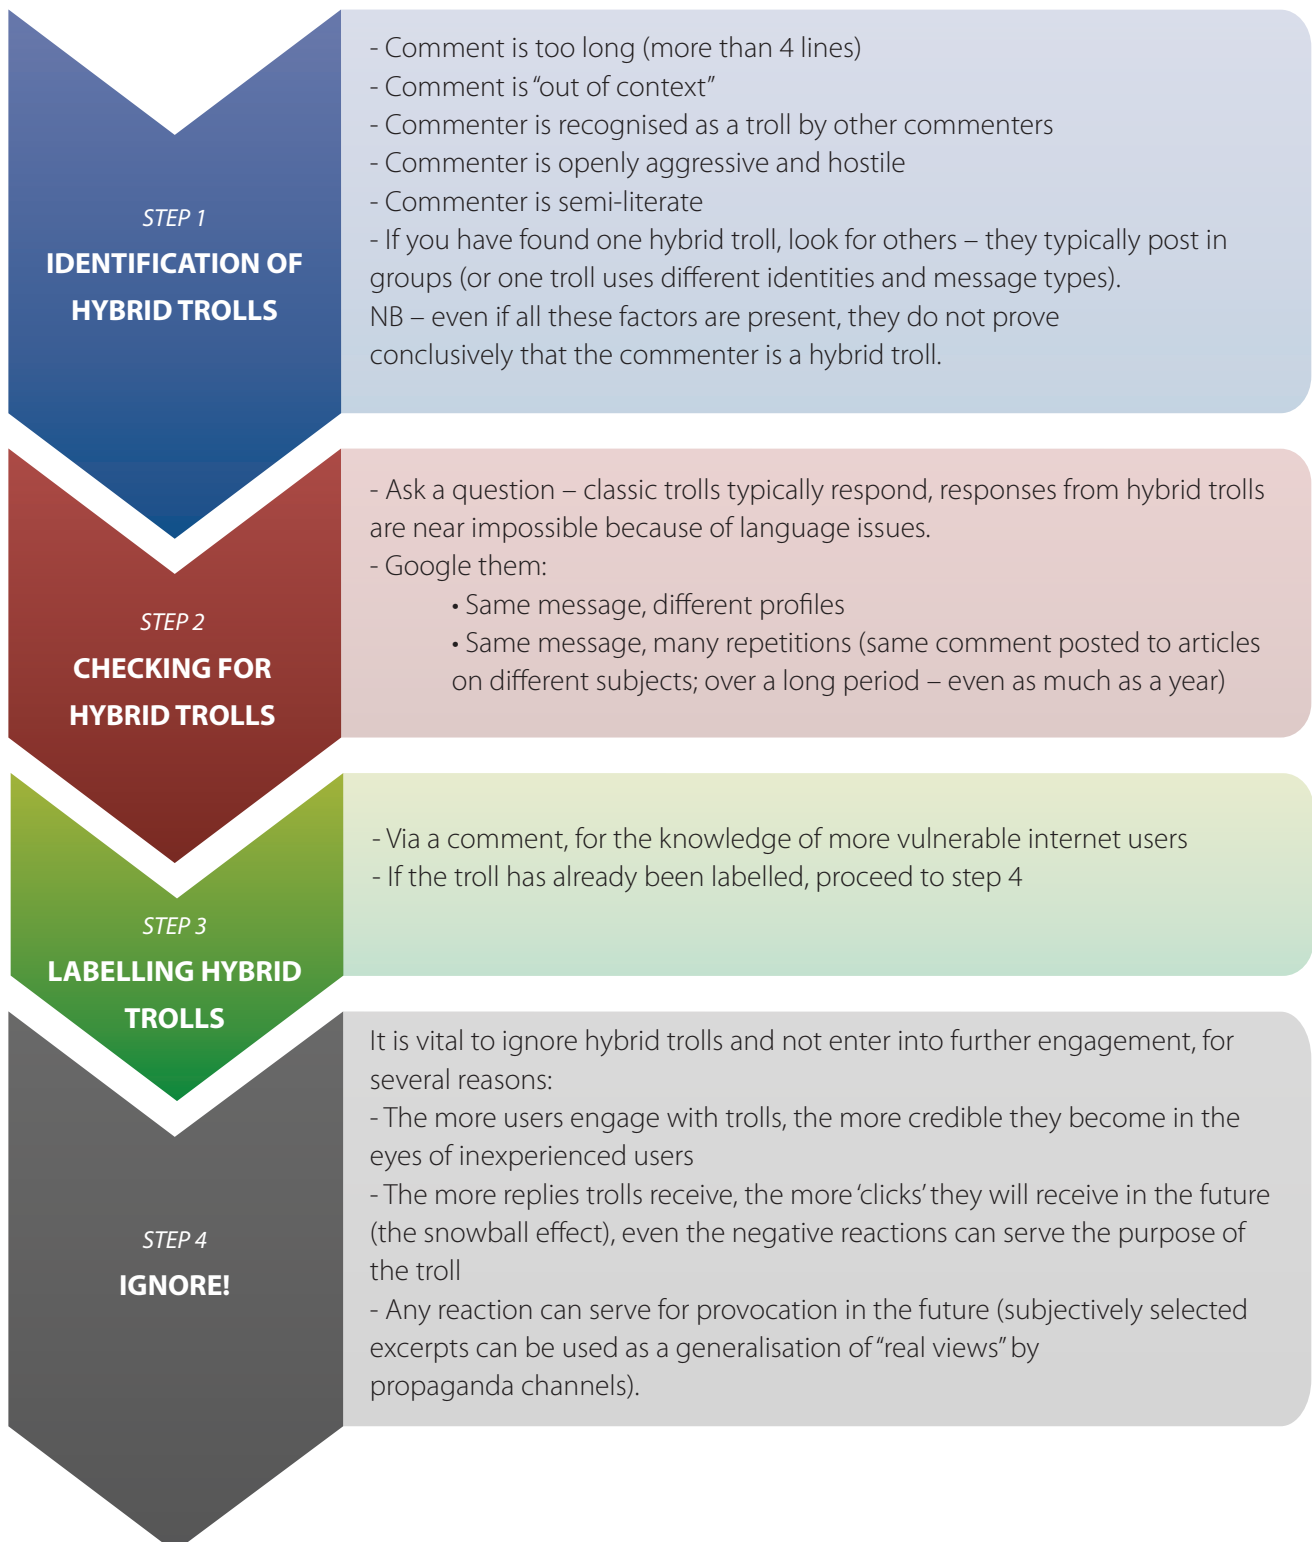 STEP 1
IDENTIFICATION OF
HYBRID TROLLS
- Comment is too long (more than 4 lines)
- Comment is “out of context”
- Commenter is recognised as a troll by other commenters
- Commenter is openly aggressive and hostile
- Commenter is semi-literate
- If you have found one hybrid troll, look for others – they typically post in
groups (or one troll uses different identities and message types).
NB – even if all these factors are present, they do not prove
conclusively that the commenter is a hybrid troll.
STEP 2
CHECKING FOR
HYBRID TROLLS
- Ask a question – classic trolls typically respond, responses from hybrid trolls
are near impossible because of language issues.
- Google them:
• Same message, different profiles
• Same message, many repetitions (same comment posted to articles
on different subjects; over a long period – even as much as a year)
STEP 3
LABELLING HYBRID
TROLLS
- Via a comment, for the knowledge of more vulnerable internet users
- If the troll has already been labelled, proceed to step 4
STEP 4
IGNORE!
It is vital to ignore hybrid trolls and not enter into further engagement, for
several reasons:
- The more users engage with trolls, the more credible they become in the
eyes of inexperienced users
- The more replies trolls receive, the more ‘clicks’ they will receive in the future
(the snowball effect), even the negative reactions can serve the purpose of
the troll
- Any reaction can serve for provocation in the future (subjectively selected
excerpts can be used as a generalisation of “real views” by
propaganda channels).